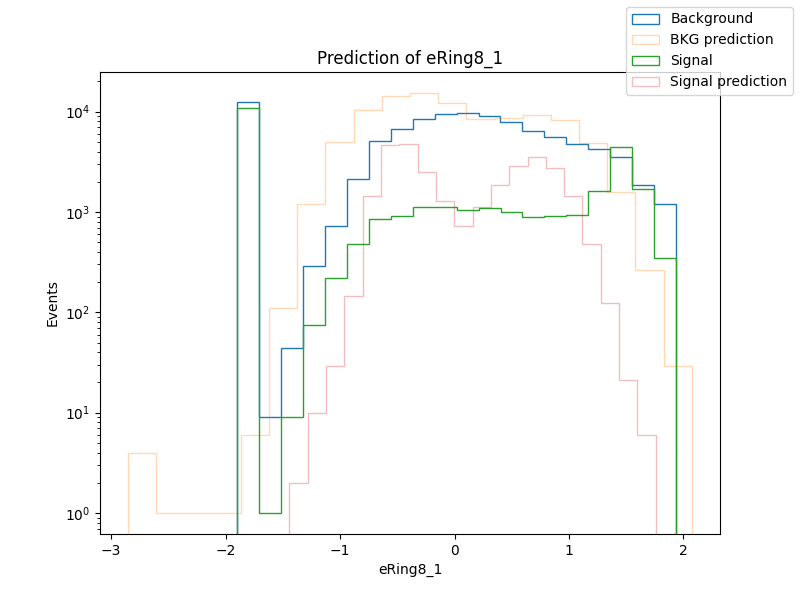 Prediction of eRing8_1
Background
BKG prediction
Signal
Signal prediction
Events
10⁴
10³
10²
10¹
10⁰
−3
−2
−1
0
1
2
eRing8_1